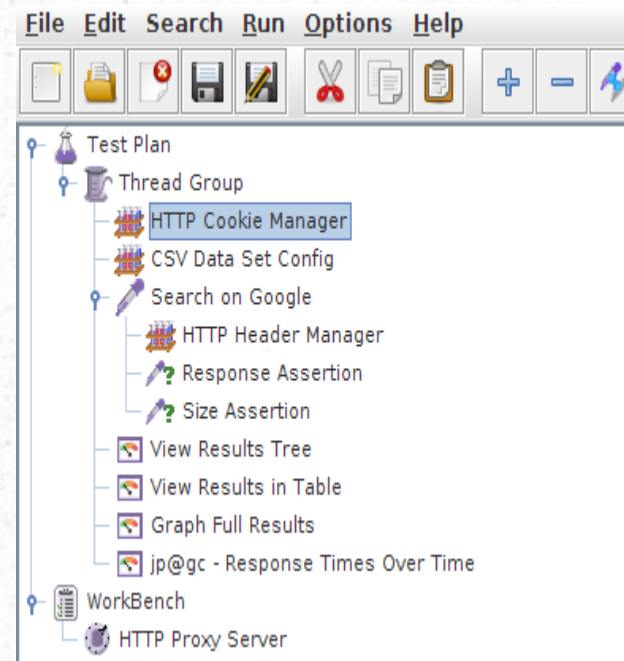 File Edit Search Run Options Help
Test Plan
Thread Group
HTTP Cookie Manager
CSV Data Set Config
Search on Google
HTTP Header Manager
Response Assertion
Size Assertion
View Results Tree
View Results in Table
Graph Full Results
jp@gc - Response Times Over Time
WorkBench
HTTP Proxy Server